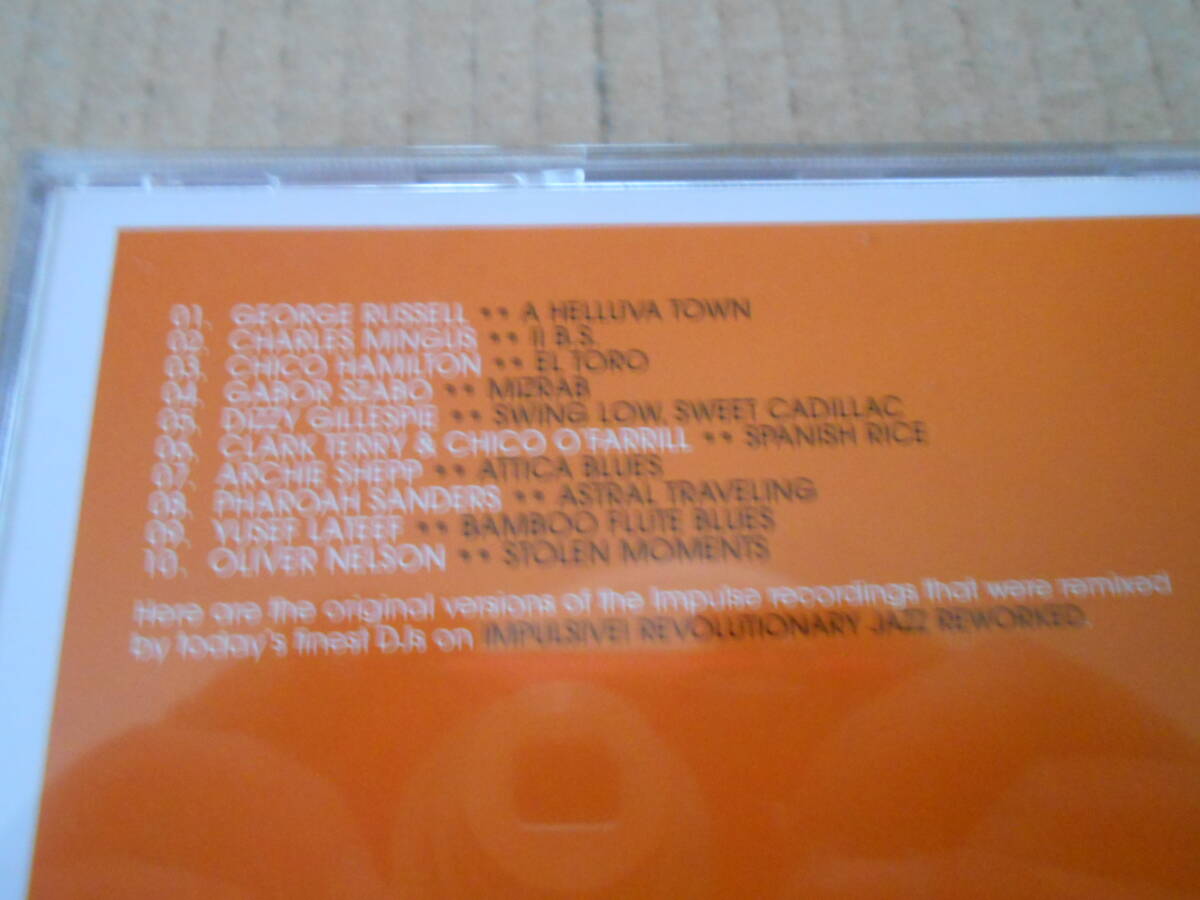 01. GEORGE RUSSELL •• A HELLUVA TOWN
02. CHARLES MINGUS •• II B.S.
03. CHICO HAMILTON •• EL TORO
04. GABOR SZABO •• MIZRAB
05. DIZZY GILLESPIE •• SWING LOW, SWEET CADILLAC
06. CLARK TERRY & CHICO O'FARRILL •• SPANISH RICE
07. ARCHIE SHEPP •• ATTICA BLUES
08. PHAROAH SANDERS •• ASTRAL TRAVELING
09. YUSEF LATEEF •• BAMBOO FLUTE BLUES
10. OLIVER NELSON •• STOLEN MOMENTS
Here are the original versions of the Impulse recordings that were remixed
by today's finest DJs on IMPULSIVE! REVOLUTIONARY JAZZ REWORKED.